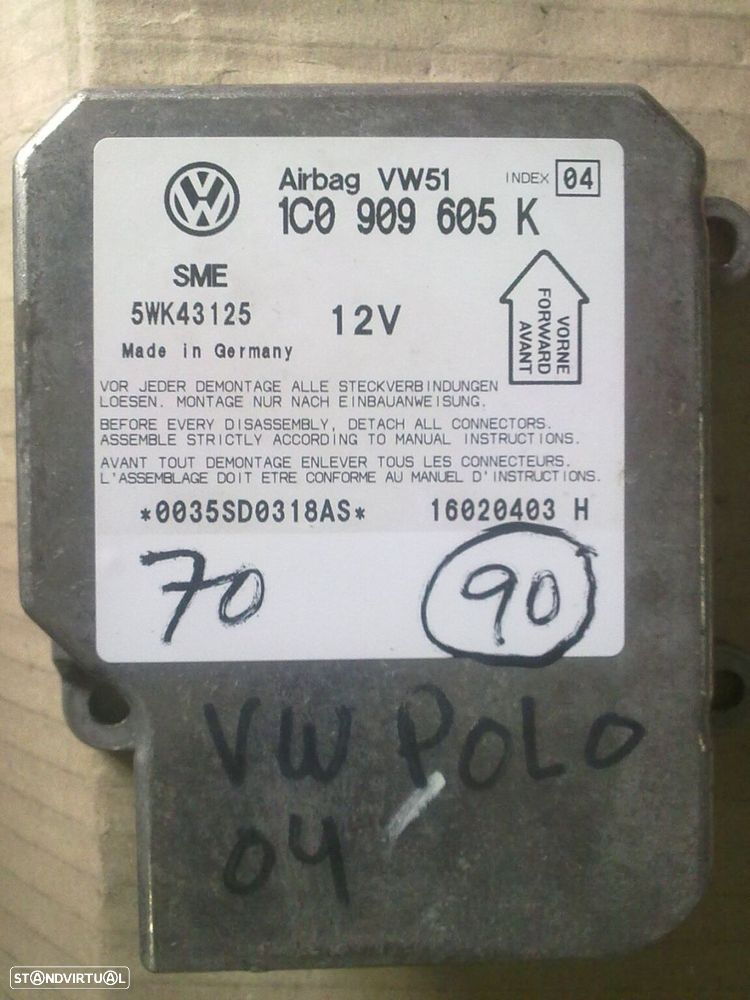 Airbag VW51 INDEX 04
1C0 909 605 K
SME
5WK43125 12V
Made in Germany
VORNE
FORWARD
AVANT
VOR JEDER DEMONTAGE ALLE STECKVERBINDUNGEN
LOESEN. MONTAGE NUR NACH EINBAUANWEISUNG.
BEFORE EVERY DISASSEMBLY, DETACH ALL CONNECTORS.
ASSEMBLE STRICTLY ACCORDING TO MANUAL INSTRUCTIONS.
AVANT TOUT DEMONTAGE ENLEVER TOUS LES CONNECTEURS.
L'ASSEMBLAGE DOIT ETRE CONFORME AU MANUEL D'INSTRUCTIONS.
*0035SD0318AS* 16020403 H
70 90
VW POLO
04
STANDVIRTUAL